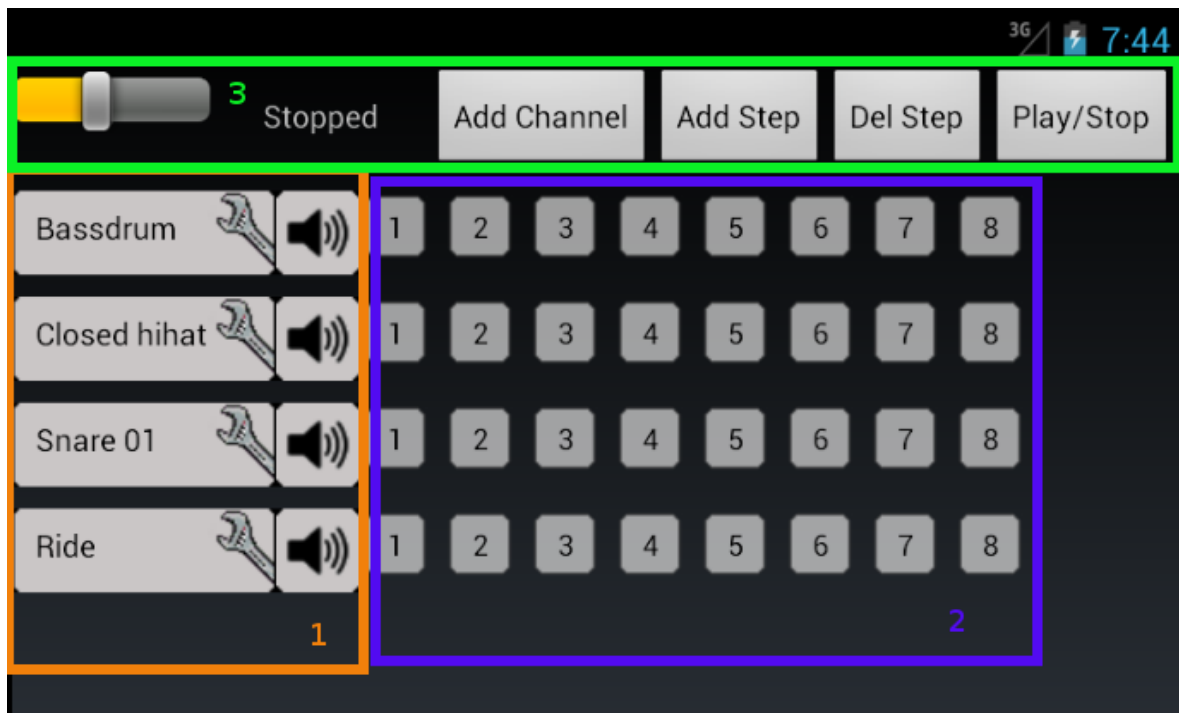 3G 7:44
3 Stopped Add Channel Add Step Del Step Play/Stop
Bassdrum 1 2 3 4 5 6 7 8
Closed hihat 1 2 3 4 5 6 7 8
Snare 01 1 2 3 4 5 6 7 8
Ride 1 2 3 4 5 6 7 8
1 2